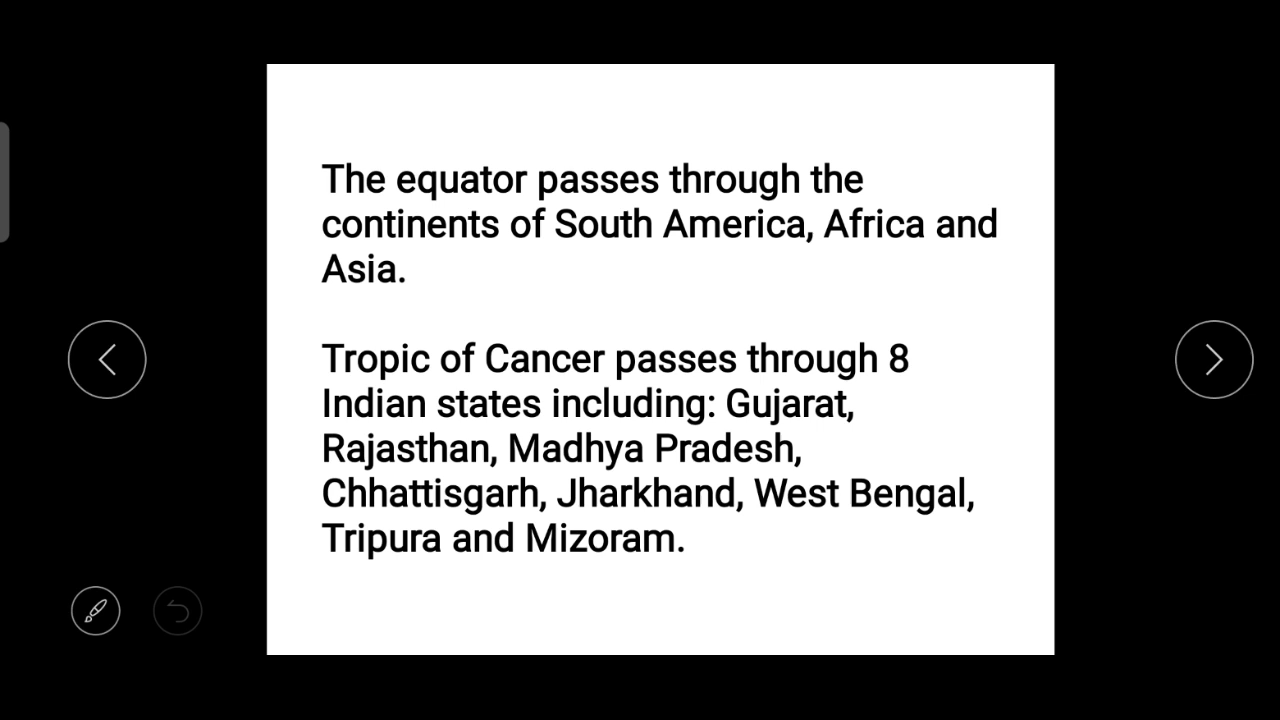 The equator passes through the
continents of South America, Africa and
Asia.
Tropic of Cancer passes through 8
Indian states including: Gujarat,
Rajasthan, Madhya Pradesh,
Chhattisgarh, Jharkhand, West Bengal,
Tripura and Mizoram.